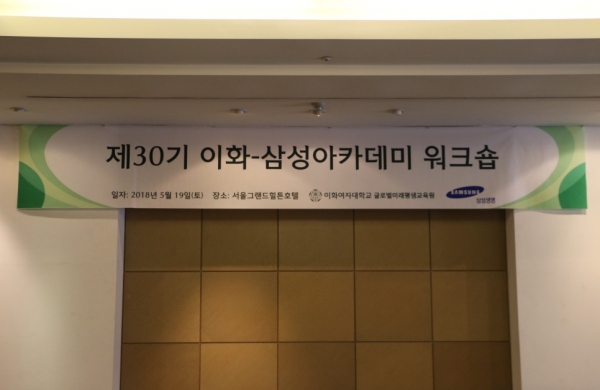 제30기 이화-삼성아카데미 워크숍
일자: 2018년 5월 19일(토) 장소: 서울그랜드힐튼호텔 이화여자대학교 글로벌미래평생교육원 SAMSUNG
삼성생명